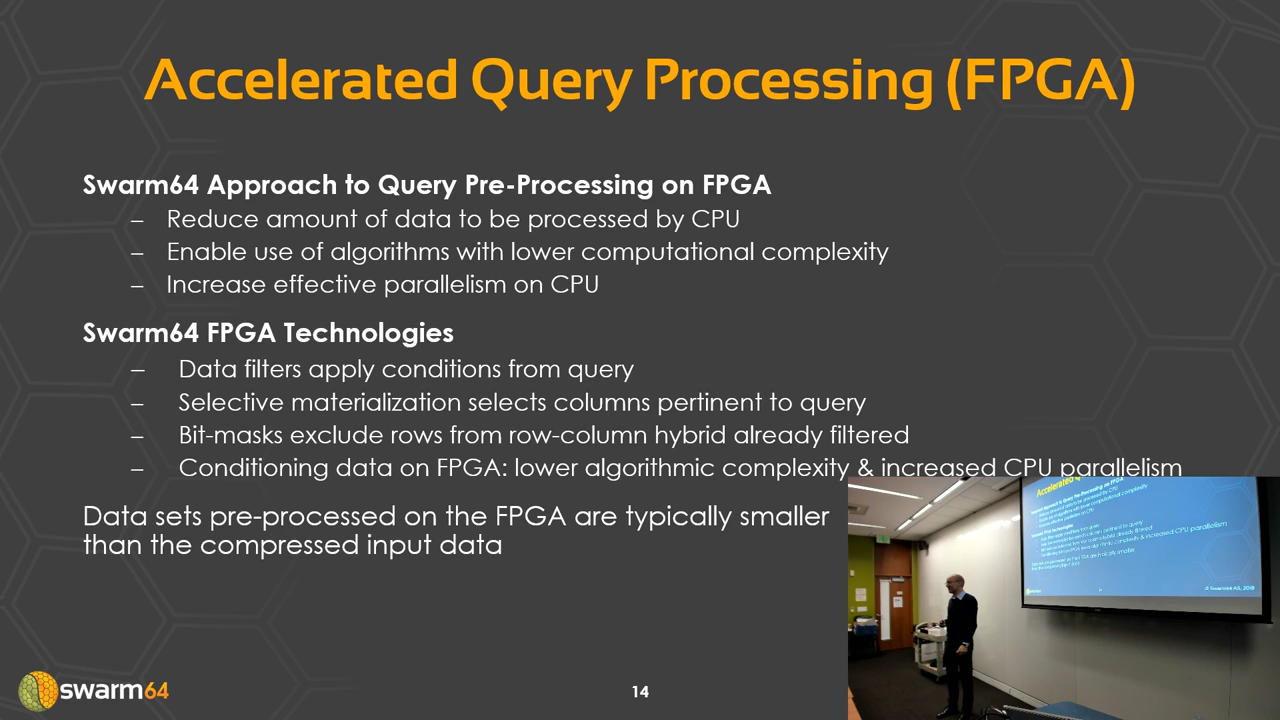 Accelerated Query Processing (FPGA)
Swarm64 Approach to Query Pre-Processing on FPGA
– Reduce amount of data to be processed by CPU
– Enable use of algorithms with lower computational complexity
– Increase effective parallelism on CPU
Swarm64 FPGA Technologies
– Data filters apply conditions from query
– Selective materialization selects columns pertinent to query
– Bit-masks exclude rows from row-column hybrid already filtered
– Conditioning data on FPGA: lower algorithmic complexity & increased CPU parallelism
Data sets pre-processed on the FPGA are typically smaller
than the compressed input data
swarm64
14
© Swarm64 AS, 2018